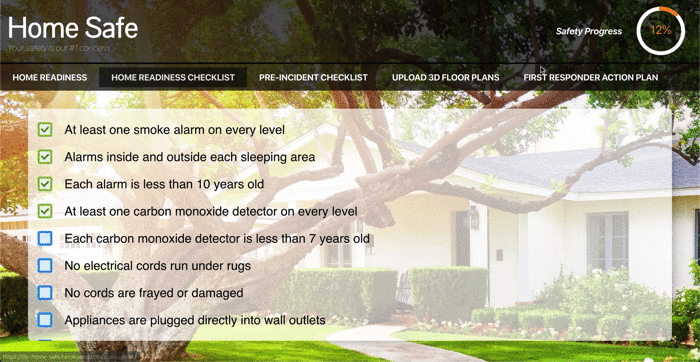 Home Safe
Your safety is our #1 concern
Safety Progress
12%
HOME READINESS
HOME READINESS CHECKLIST
PRE-INCIDENT CHECKLIST
UPLOAD 3D FLOOR PLANS
FIRST RESPONDER ACTION PLAN
At least one smoke alarm on every level
Alarms inside and outside each sleeping area
Each alarm is less than 10 years old
At least one carbon monoxide detector on every level
Each carbon monoxide detector is less than 7 years old
No electrical cords run under rugs
No cords are frayed or damaged
Appliances are plugged directly into wall outlets